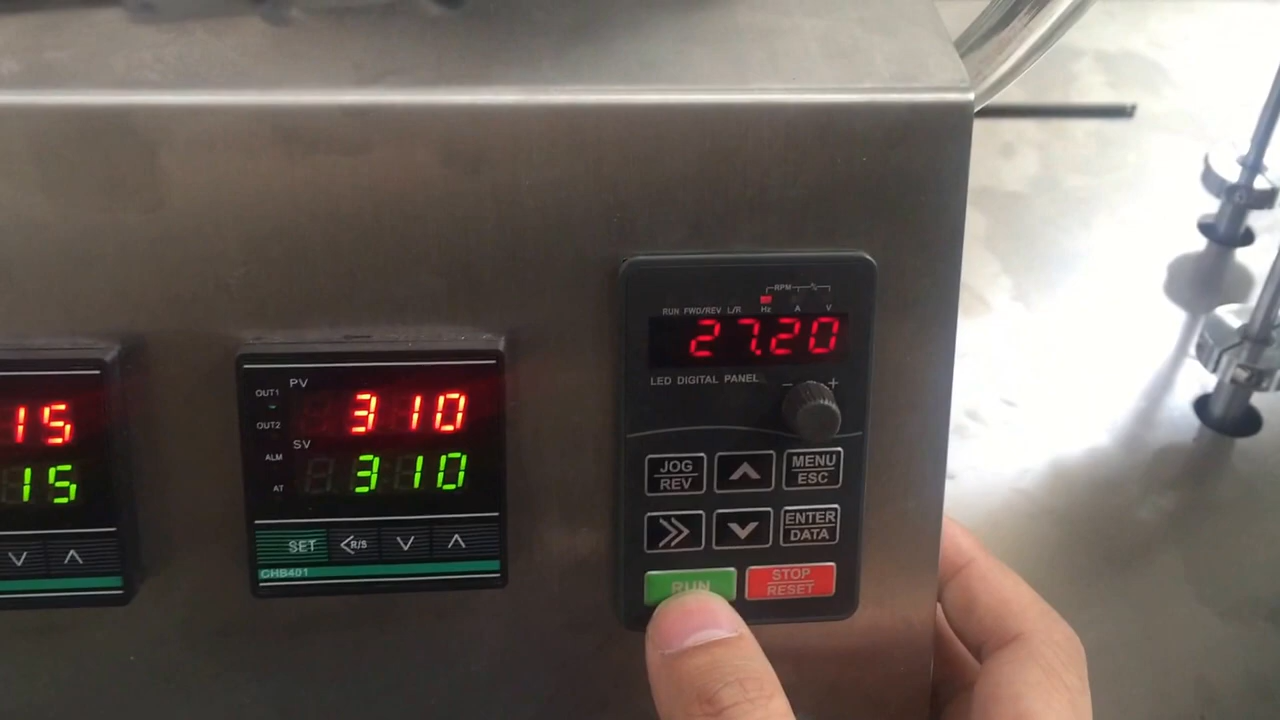 15
15
PV
OUT1
310
OUT2
SV
ALM
310
AT
SET
<R/S
CHB401
RPM
%
RUN FWD/REV L/R Hz A V
27.20
LED DIGITAL PANEL
- +
JOG
REV
MENU
ESC
ENTER
DATA
RUN
STOP
RESET